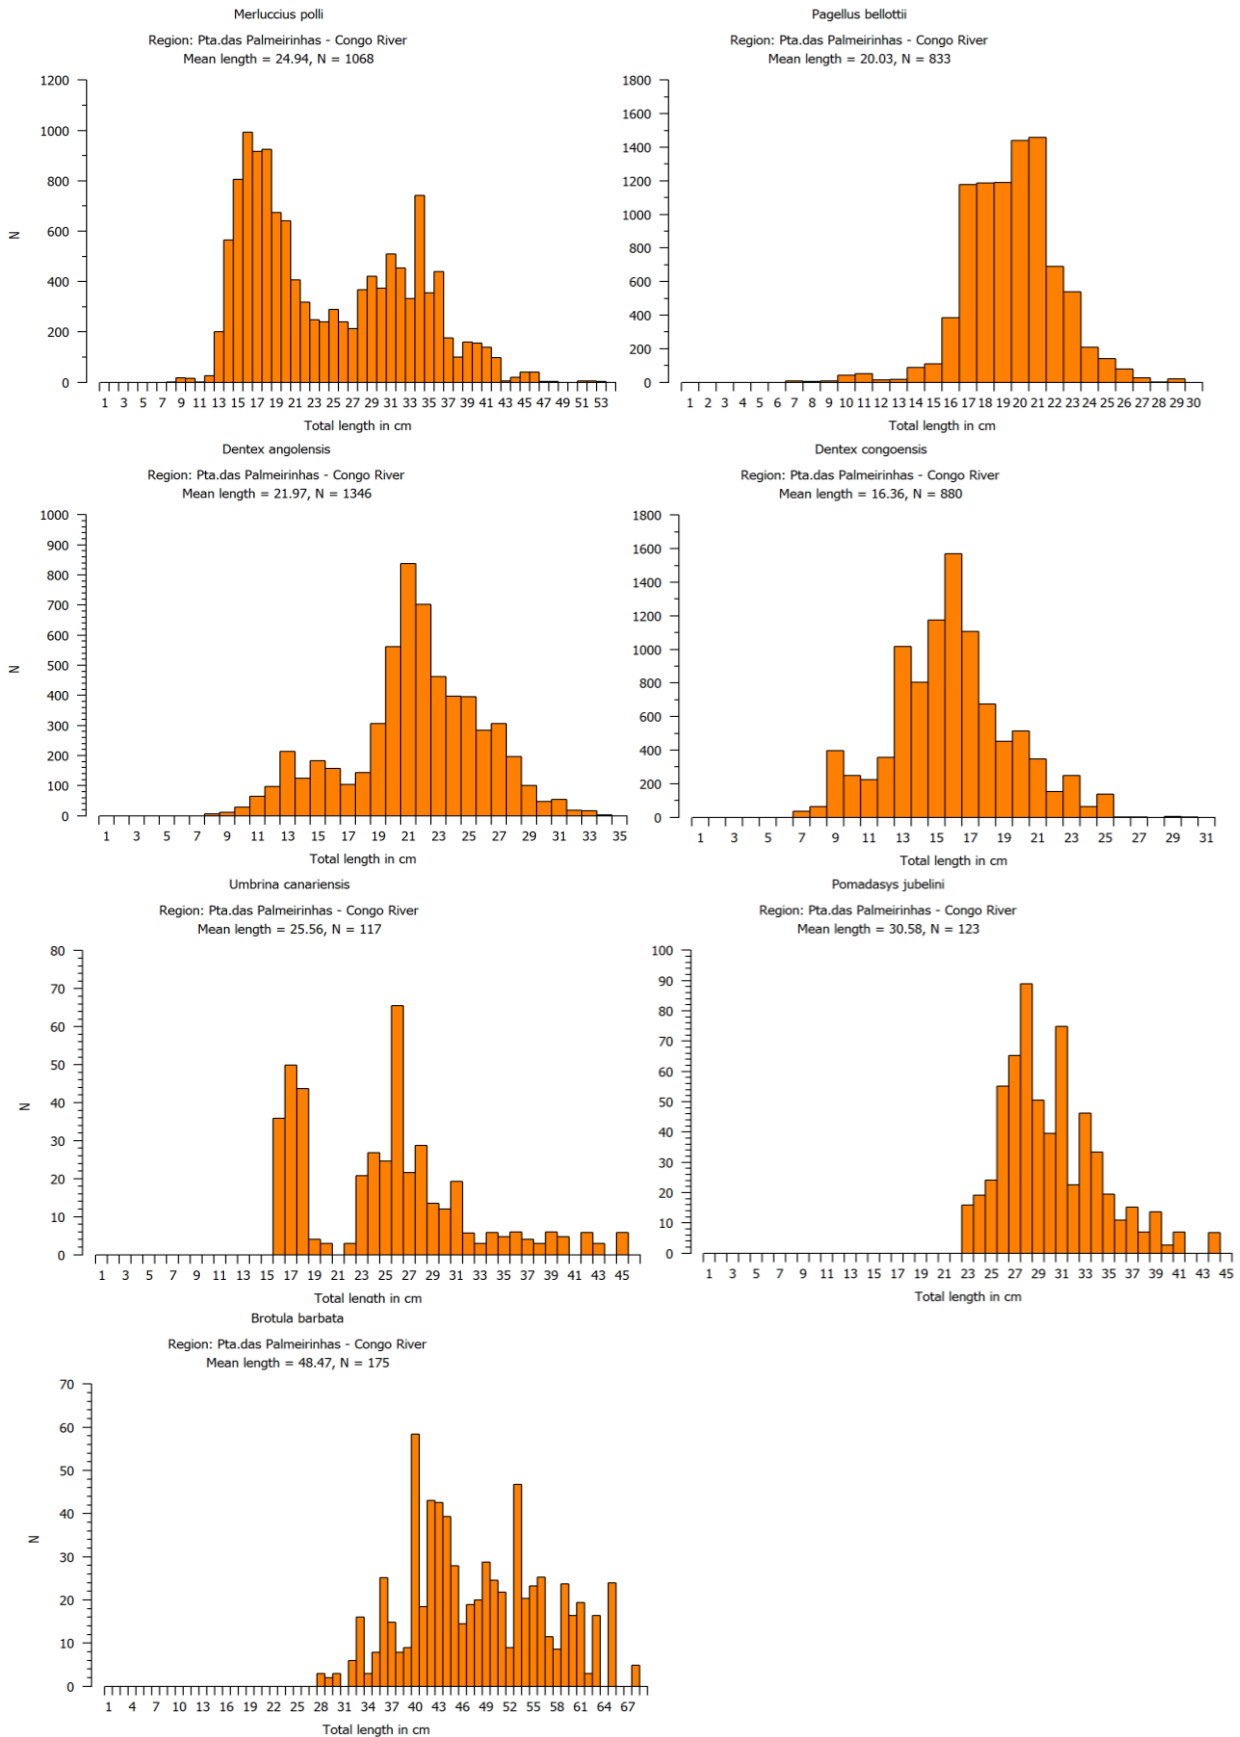 Merluccius polli
Region: Pta.das Palmeirinhas - Congo River
Mean length = 24.94, N = 1068
1200
1000
800
600
400
200
0
N
1 3 5 7 9 11 13 15 17 19 21 23 25 27 29 31 33 35 37 39 41 43 45 47 49 51 53
Total length in cm
Pagellus bellottii
Region: Pta.das Palmeirinhas - Congo River
Mean length = 20.03, N = 833
1800
1600
1400
1200
1000
800
600
400
200
0
1 2 3 4 5 6 7 8 9 10 11 12 13 14 15 16 17 18 19 20 21 22 23 24 25 26 27 28 29 30
Total length in cm
Dentex angolensis
Region: Pta.das Palmeirinhas - Congo River
Mean length = 21.97, N = 1346
1000
900
800
700
600
500
400
300
200
100
0
N
1 3 5 7 9 11 13 15 17 19 21 23 25 27 29 31 33 35
Total length in cm
Dentex congoensis
Region: Pta.das Palmeirinhas - Congo River
Mean length = 16.36, N = 880
1800
1600
1400
1200
1000
800
600
400
200
0
1 3 5 7 9 11 13 15 17 19 21 23 25 27 29 31
Total length in cm
Umbrina canariensis
Region: Pta.das Palmeirinhas - Congo River
Mean length = 25.56, N = 117
80
70
60
50
40
30
20
10
0
N
1 3 5 7 9 11 13 15 17 19 21 23 25 27 29 31 33 35 37 39 41 43 45
Total length in cm
Pomadasys jubelini
Region: Pta.das Palmeirinhas - Congo River
Mean length = 30.58, N = 123
100
90
80
70
60
50
40
30
20
10
0
1 3 5 7 9 11 13 15 17 19 21 23 25 27 29 31 33 35 37 39 41 43 45
Total length in cm
Brotula barbata
Region: Pta.das Palmeirinhas - Congo River
Mean length = 48.47, N = 175
70
60
50
40
30
20
10
0
N
1 4 7 10 13 16 19 22 25 28 31 34 37 40 43 46 49 52 55 58 61 64 67
Total length in cm